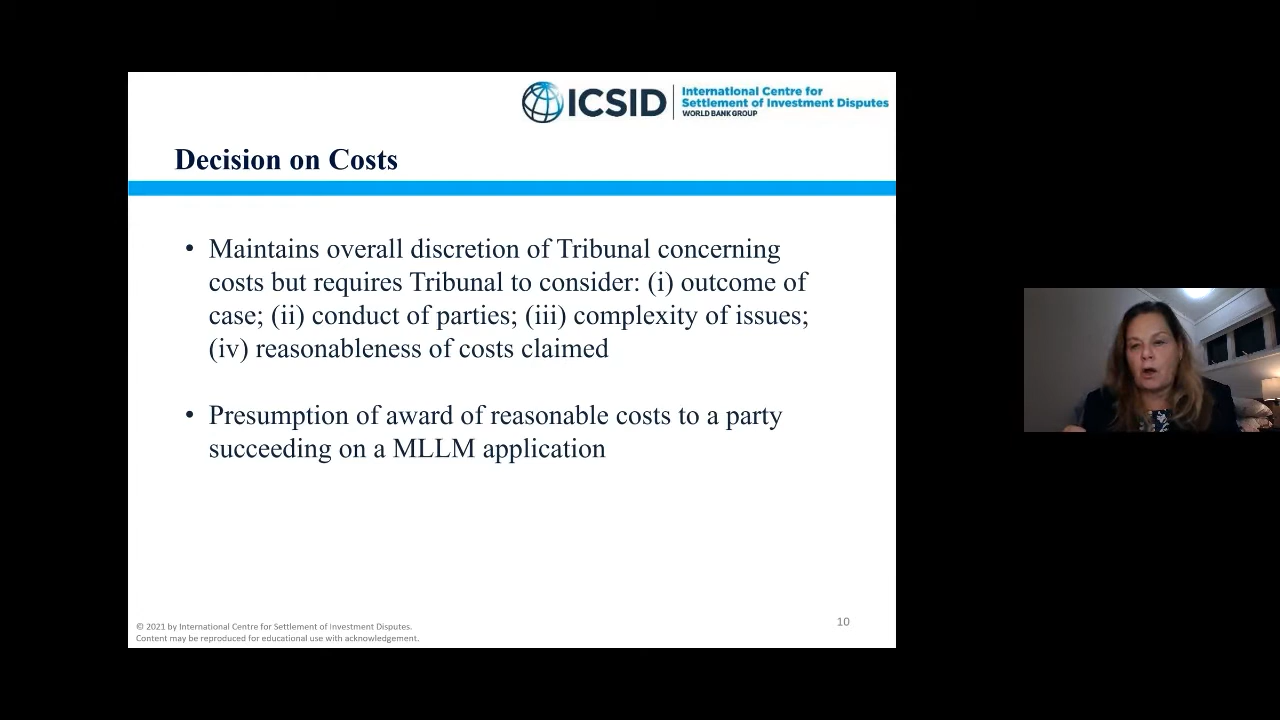 ICSID
International Centre for
Settlement of Investment Disputes
WORLD BANK GROUP
Decision on Costs
• Maintains overall discretion of Tribunal concerning
costs but requires Tribunal to consider: (i) outcome of
case; (ii) conduct of parties; (iii) complexity of issues;
(iv) reasonableness of costs claimed
• Presumption of award of reasonable costs to a party
succeeding on a MLLM application
© 2021 by International Centre for Settlement of Investment Disputes.
Content may be reproduced for educational use with acknowledgement.
10